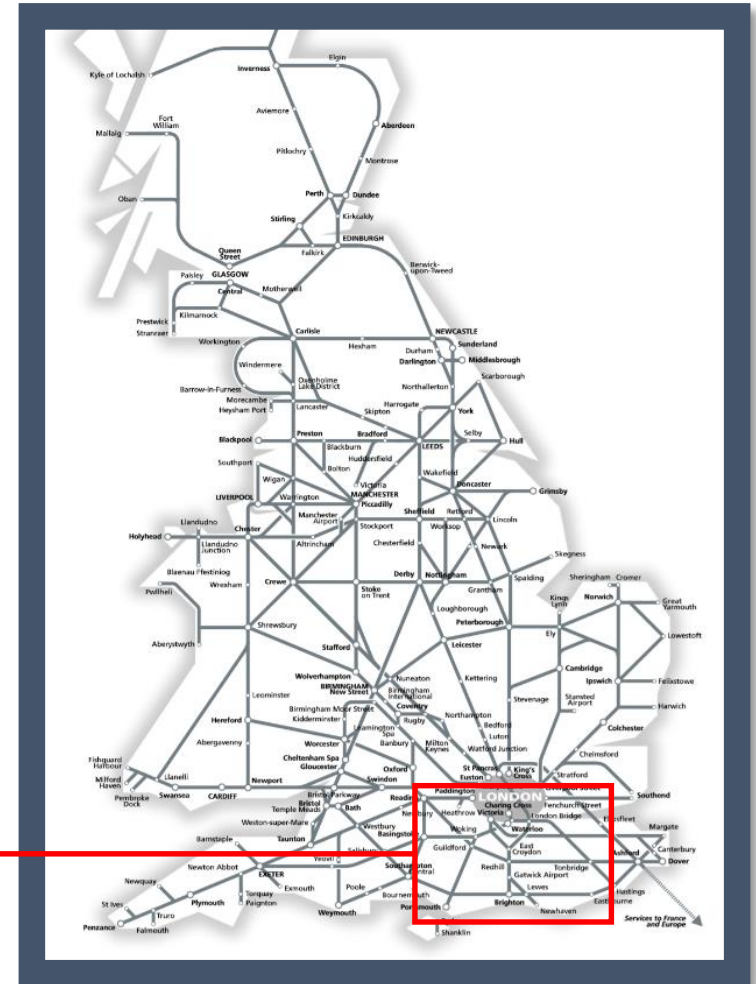 Elgin
Inverness
Kyle of Lochalsh
Aviemore
Fort
William
Mallaig
Aberdeen
Pitlochry
Montrose
Perth
Dundee
Oban
Stirling
Kirkcaldy
EDINBURGH
Queen
Street
Falkirk
GLASGOW
Paisley
Central
Motherwell
Berwick-
upon-Tweed
Prestwick
Kilmarnock
Stranraer
Carlisle
NEWCASTLE
Workington
Hexham
Sunderland
Durham
Darlington
Middlesbrough
Windermere
Oxenholme
Lake District
Northallerton
Scarborough
Barrow-in-Furness
Morecambe
Heysham Port
Lancaster
Harrogate
Skipton
York
Blackpool
Preston
Bradford
Selby
Blackburn
LEEDS
Hull
Southport
Huddersfield
Bolton
Wakefield
Wigan
Victoria
MANCHESTER
Doncaster
LIVERPOOL
Warrington
Piccadilly
Grimsby
Manchester
Airport
Sheffield
Retford
Llandudno
Stockport
Worksop
Lincoln
Holyhead
Chester
Llandudno
Junction
Altrincham
Chesterfield
Newark
Skegness
Blaenau Ffestiniog
Wrexham
Crewe
Stoke
on Trent
Derby
Nottingham
Grantham
Spalding
Sheringham
Cromer
Pwllheli
Kings
Lynn
Norwich
Great
Yarmouth
Loughborough
Peterborough
Shrewsbury
Ely
Lowestoft
Aberystwyth
Stafford
Leicester
Cambridge
Wolverhampton
Nuneaton
Kettering
Ipswich
Felixstowe
BIRMINGHAM
New Street
Birmingham
International
Stansted
Airport
Leominster
Stevenage
Harwich
Birmingham Moor Street
Coventry
Kidderminster
Rugby
Northampton
Hereford
Leamington
Spa
Bedford
Colchester
Abergavenny
Worcester
Banbury
Milton
Keynes
Luton
Cheltenham Spa
Watford Junction
Chelmsford
Fishguard
Harbour
Gloucester
Oxford
St Pancras
King's
Cross
Milford
Haven
Llanelli
Newport
Swindon
Euston
Stratford
Pembroke
Dock
Swansea
CARDIFF
Bristol Parkway
Reading
Paddington
LONDON
Liverpool Street
Southend
Bristol
Temple Meads
Bath
Newbury
Charing Cross
Fenchurch Street
Weston-super-Mare
Heathrow
Victoria
London Bridge
Ebbsfleet
Westbury
Basingstoke
Woking
Waterloo
Margate
Barnstaple
Taunton
Salisbury
Guildford
East
Croydon
Canterbury
Newton Abbot
Yeovil
Southampton
Central
Redhill
Tonbridge
Ashford
Dover
EXETER
Gatwick Airport
Newquay
Exmouth
Poole
Lewes
Hastings
St Ives
Plymouth
Torquay
Paignton
Bournemouth
Eastbourne
Truro
Weymouth
Portsmouth
Brighton
Newhaven
Penzance
Falmouth
Services to France
and Europe
Shanklin